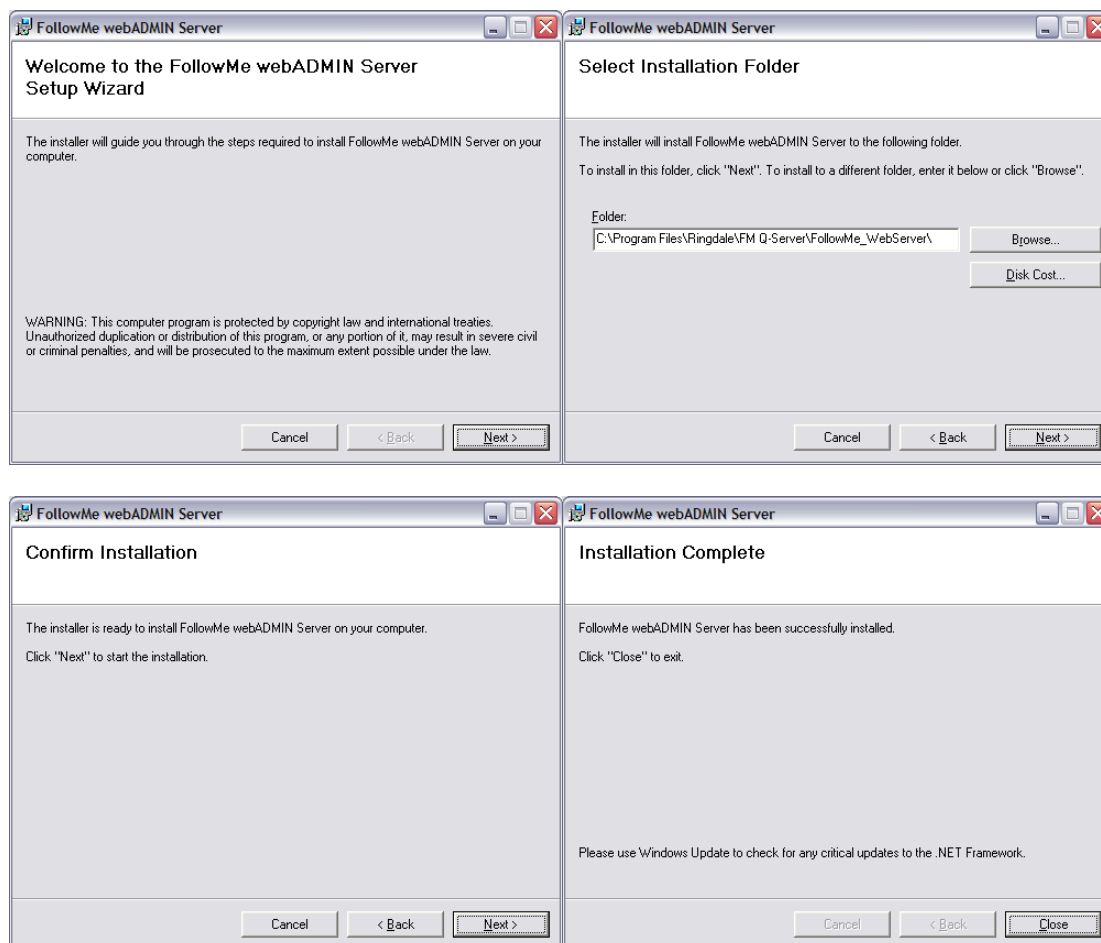 FollowMe webADMIN Server
Welcome to the FollowMe webADMIN Server
Setup Wizard
The installer will guide you through the steps required to install FollowMe webADMIN Server on your
computer.
WARNING: This computer program is protected by copyright law and international treaties.
Unauthorized duplication or distribution of this program, or any portion of it, may result in severe civil
or criminal penalties, and will be prosecuted to the maximum extent possible under the law.
Cancel
< Back
Next >
FollowMe webADMIN Server
Select Installation Folder
The installer will install FollowMe webADMIN Server to the following folder.
To install in this folder, click "Next". To install to a different folder, enter it below or click "Browse".
Folder:
C:\Program Files\Ringdale\FM Q-Server\FollowMe_WebServer\
Browse...
Disk Cost...
Cancel
< Back
Next >
FollowMe webADMIN Server
Confirm Installation
The installer is ready to install FollowMe webADMIN Server on your computer.
Click "Next" to start the installation.
Cancel
< Back
Next >
FollowMe webADMIN Server
Installation Complete
FollowMe webADMIN Server has been successfully installed.
Click "Close" to exit.
Please use Windows Update to check for any critical updates to the .NET Framework.
Cancel
< Back
Close